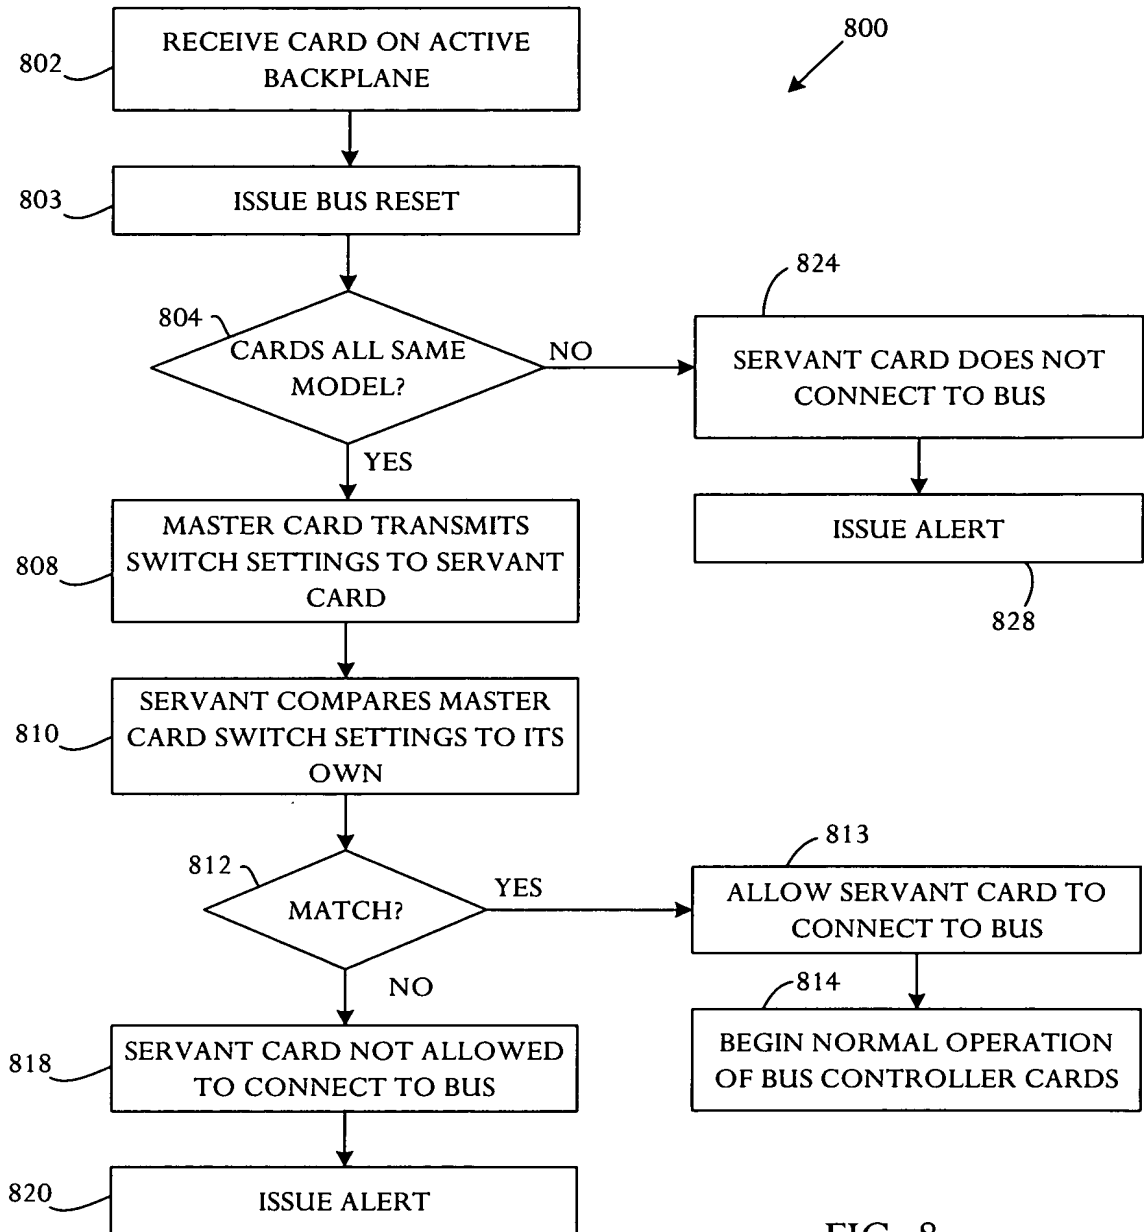 800
802
RECEIVE CARD ON ACTIVE
BACKPLANE
803
ISSUE BUS RESET
804
CARDS ALL SAME
MODEL?
NO
YES
824
SERVANT CARD DOES NOT
CONNECT TO BUS
ISSUE ALERT
828
808
MASTER CARD TRANSMITS
SWITCH SETTINGS TO SERVANT
CARD
810
SERVANT COMPARES MASTER
CARD SWITCH SETTINGS TO ITS
OWN
812
MATCH?
YES
NO
813
ALLOW SERVANT CARD TO
CONNECT TO BUS
814
BEGIN NORMAL OPERATION
OF BUS CONTROLLER CARDS
818
SERVANT CARD NOT ALLOWED
TO CONNECT TO BUS
820
ISSUE ALERT
FIG. 8